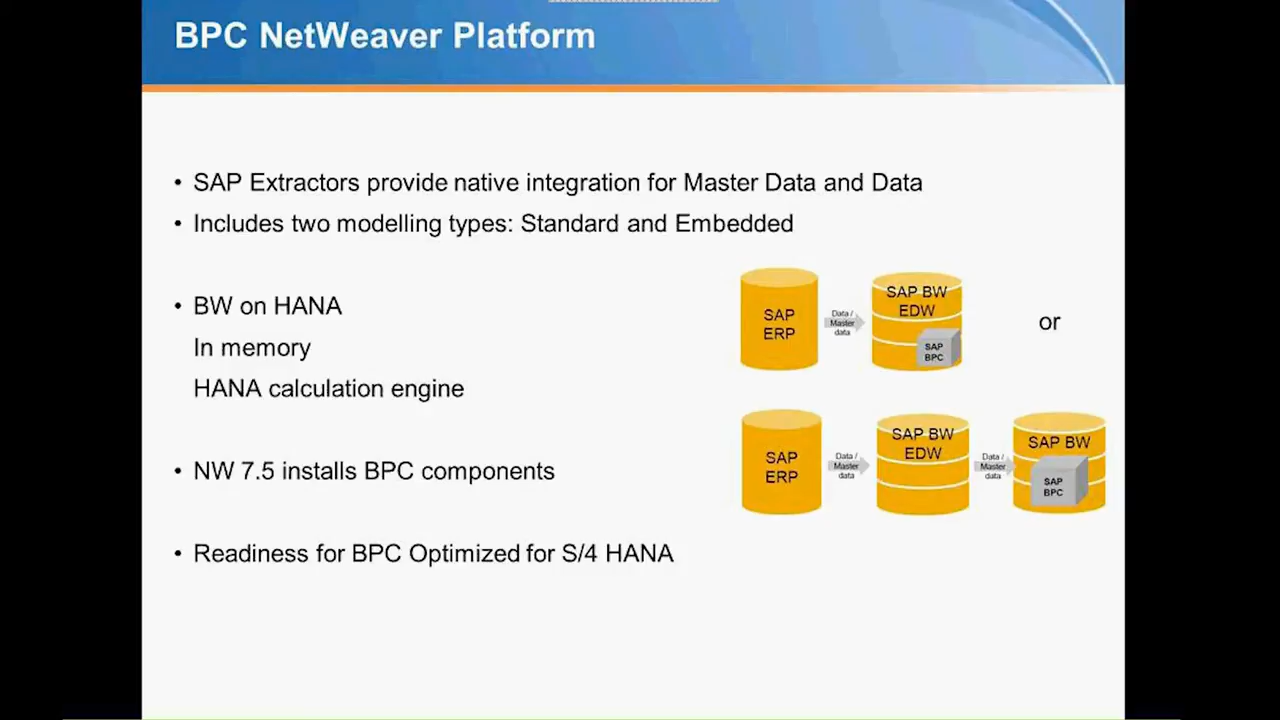 BPC NetWeaver Platform
• SAP Extractors provide native integration for Master Data and Data
• Includes two modelling types: Standard and Embedded
• BW on HANA
In memory
HANA calculation engine
• NW 7.5 installs BPC components
• Readiness for BPC Optimized for S/4 HANA
SAP
ERP
Data /
Master
data
SAP BW
EDW
SAP
BPC
or
SAP
ERP
Data /
Master
data
SAP BW
EDW
Data /
Master
data
SAP BW
SAP
BPC